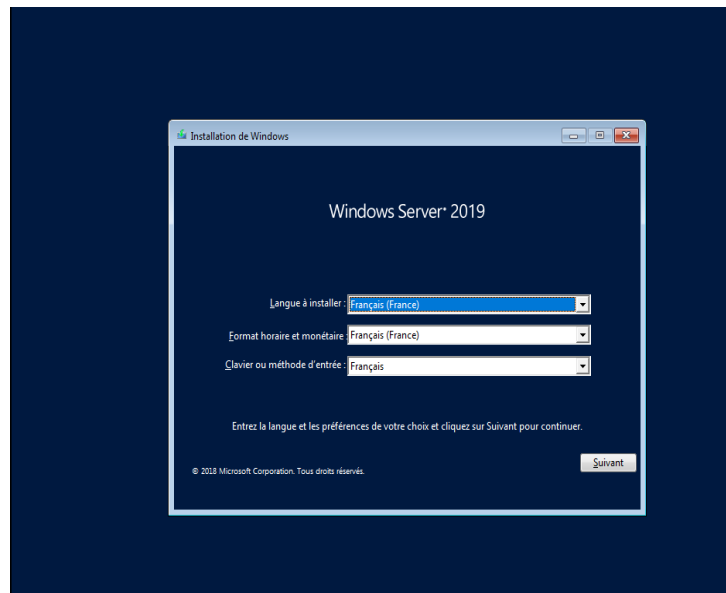 Installation de Windows
Windows Server 2019
Langue à installer : Français (France)
Format horaire et monétaire : Français (France)
Clavier ou méthode d'entrée : Français
Entrez la langue et les préférences de votre choix et cliquez sur Suivant pour continuer.
Suivant
© 2018 Microsoft Corporation. Tous droits réservés.